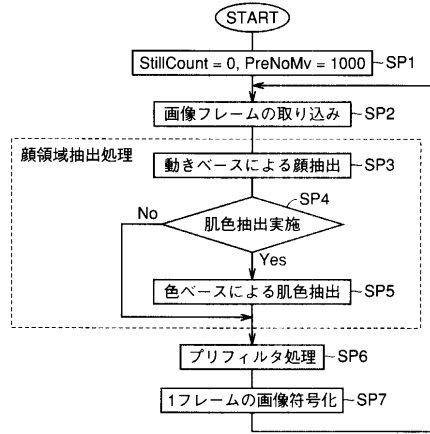 START
StillCount = 0, PreNoMv = 1000 SP1
画像フレームの取り込み SP2
顔領域抽出処理
動きベースによる顔抽出 SP3
SP4
No
肌色抽出実施
Yes
色ベースによる肌色抽出 SP5
プリフィルタ処理 SP6
1フレームの画像符号化 SP7